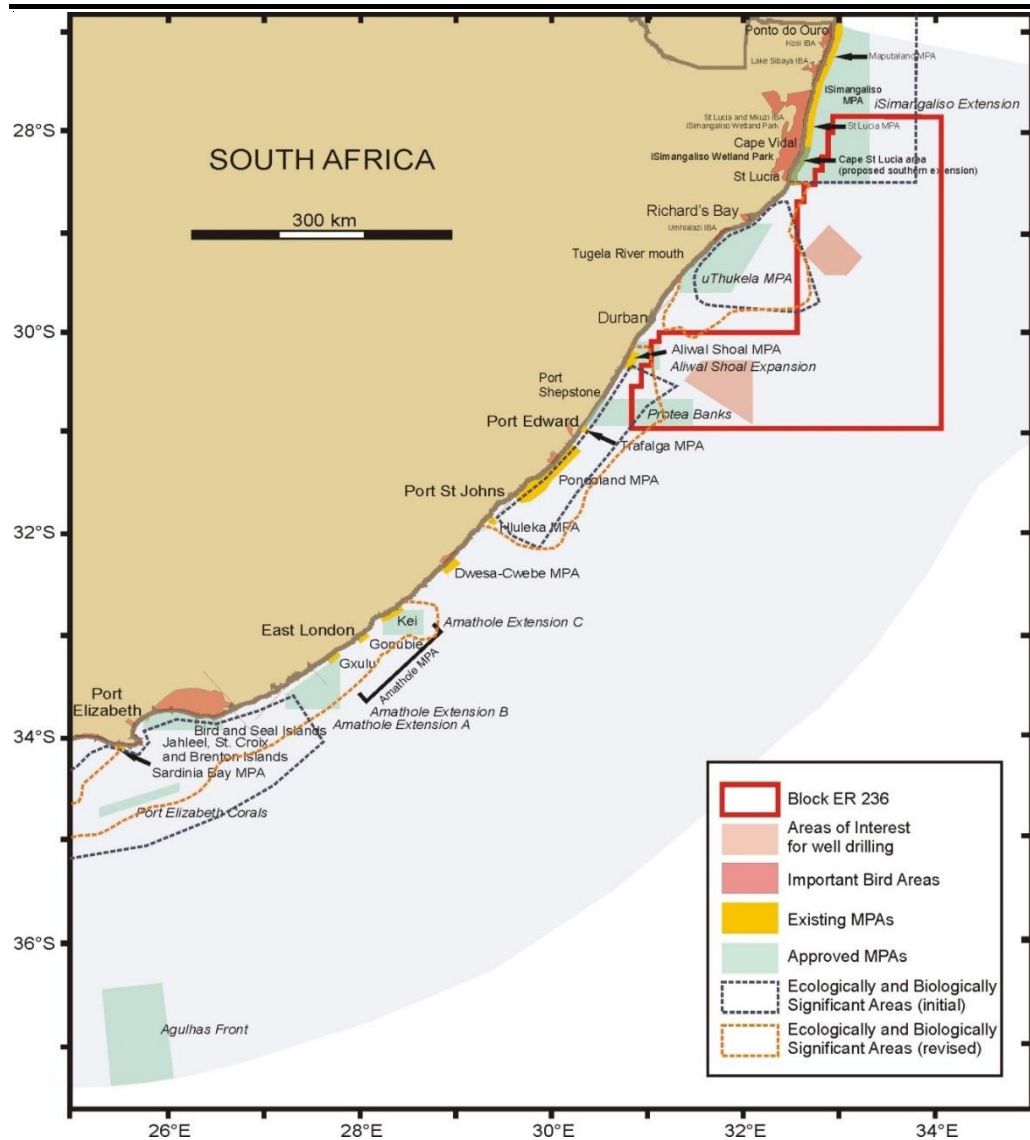 Ponto do Ouro
Kosi IBA
Lake Sibaya IBA
Maputaland MPA
iSimangaliso
MPA
iSimangaliso Extension
St Lucia and Mkuzi IBA
iSimangaliso Wetland Park
St Lucia MPA
Cape Vidal
iSimangaliso Wetland Park
Cape St Lucia area
(proposed southern extension)
St Lucia
28°S
SOUTH AFRICA
300 km
Richard's Bay
Umhlalazi IBA
Tugela River mouth
uThukela MPA
Durban
30°S
Aliwal Shoal MPA
Aliwal Shoal Expansion
Port
Shepstone
Protea Banks
Port Edward
Trafalga MPA
Pondoland MPA
Port St Johns
32°S
Hluleka MPA
Dwesa-Cwebe MPA
Kei
Amathole Extension C
East London
Gonubie
Gxulu
Amathole MPA
Amathole Extension B
Amathole Extension A
Port
Elizabeth
34°S
Bird and Seal Islands
Jahleel, St. Croix
and Brenton Islands
Sardinia Bay MPA
Port Elizabeth Corals
36°S
Agulhas Front
Block ER 236
Areas of Interest
for well drilling
Important Bird Areas
Existing MPAs
Approved MPAs
Ecologically and Biologically
Significant Areas (initial)
Ecologically and Biologically
Significant Areas (revised)
26°E
28°E
30°E
32°E
34°E